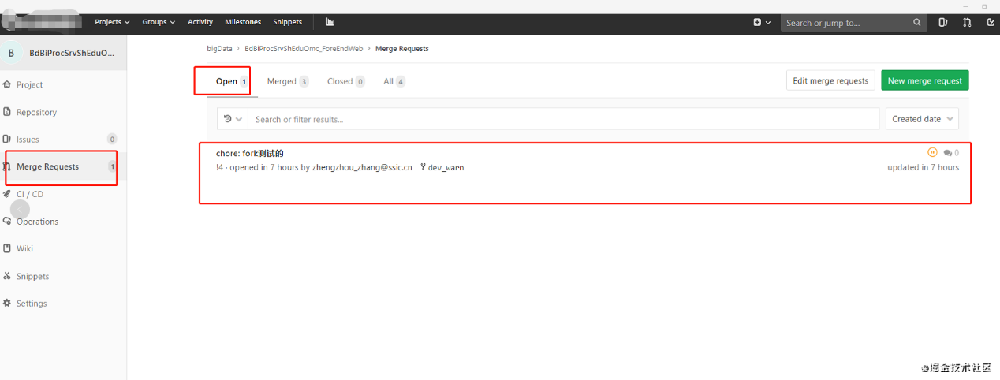 Projects Groups Activity Milestones Snippets Search or jump to...
B BdBiProcSrvShEduO...
bigData > BdBiProcSrvShEduOmc_ForeEndWeb > Merge Requests
Open 1 Merged 3 Closed 0 All 4 Edit merge requests New merge request
Project
Repository
Search or filter results... Created date
Issues 0
chore: fork测试的 0
Merge Requests 1
!4 · opened in 7 hours by zhengzhou_zhang@ssic.cn dev_warn updated in 7 hours
CI / CD
Operations
Wiki
Snippets
Settings
@掘金技术社区